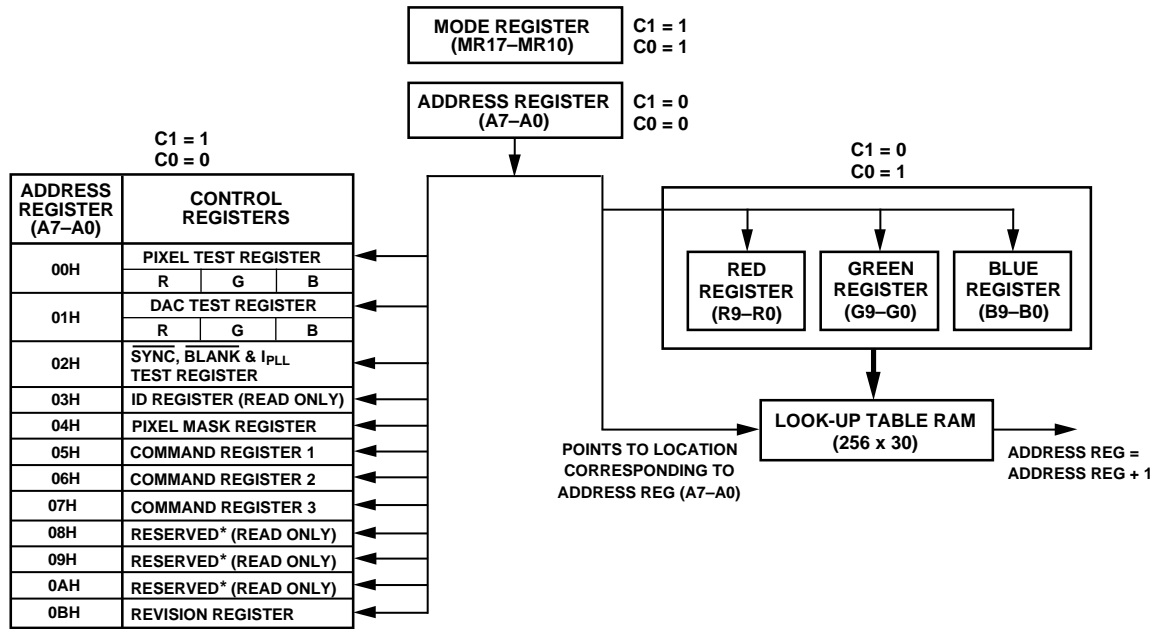 MODE REGISTER
(MR17–MR10)
C1 = 1
C0 = 1
ADDRESS REGISTER
(A7–A0)
C1 = 0
C0 = 0
C1 = 1
C0 = 0
ADDRESS
REGISTER
(A7–A0)
CONTROL
REGISTERS
00H
PIXEL TEST REGISTER
R G B
01H
DAC TEST REGISTER
R G B
02H
SYNC, BLANK & IPLL
TEST REGISTER
03H ID REGISTER (READ ONLY)
04H PIXEL MASK REGISTER
05H COMMAND REGISTER 1
06H COMMAND REGISTER 2
07H COMMAND REGISTER 3
08H RESERVED* (READ ONLY)
09H RESERVED* (READ ONLY)
0AH RESERVED* (READ ONLY)
0BH REVISION REGISTER
C1 = 0
C0 = 1
RED
REGISTER
(R9–R0)
GREEN
REGISTER
(G9–G0)
BLUE
REGISTER
(B9–B0)
POINTS TO LOCATION
CORRESPONDING TO
ADDRESS REG (A7–A0)
LOOK-UP TABLE RAM
(256 x 30)
ADDRESS REG =
ADDRESS REG + 1